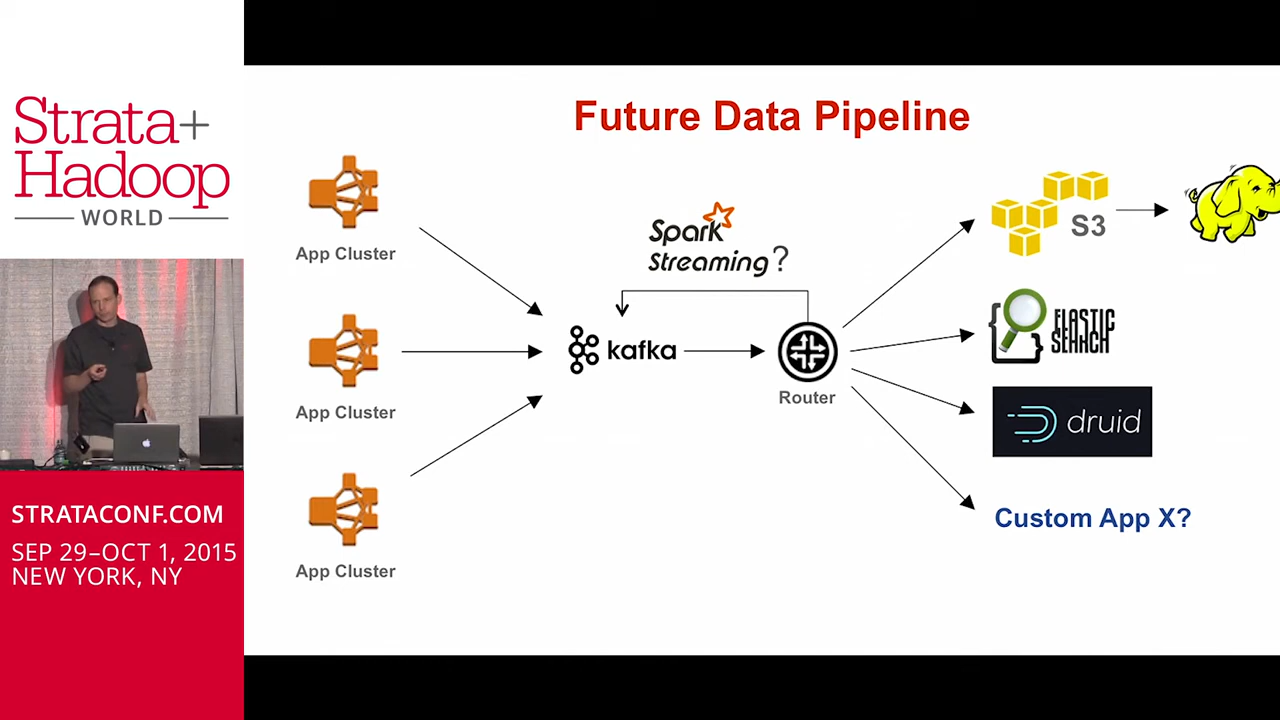 Strata+
Hadoop
WORLD
STRATACONF.COM
SEP 29–OCT 1, 2015
NEW YORK, NY
Future Data Pipeline
App Cluster
App Cluster
App Cluster
Spark
Streaming?
kafka
Router
S3
ELASTIC
SEARCH
druid
Custom App X?